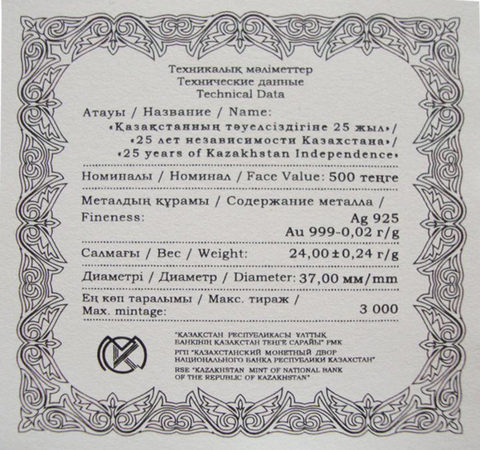 Техникалық мәліметтер
Технические данные
Technical Data
Атауы / Название / Name:
«Қазақстанның тәуелсіздігіне 25 жыл»/
«25 лет независимости Казахстана»/
«25 years of Kazakhstan Independence»
Номиналы / Номинал / Face Value: 500 теңге
Металдың құрамы / Содержание металла /
Fineness: Ag 925
Au 999-0,02 г/g
Салмағы / Вес / Weight: 24,00±0,24 г/g
Диаметрі / Диаметр / Diameter: 37,00 мм/mm
Ең көп таралымы / Макс. тираж /
Max. mintage: 3 000
"ҚАЗАҚСТАН РЕСПУБЛИКАСЫ ҰЛТТЫҚ
БАНКІНІҢ ҚАЗАҚСТАН ТЕҢГЕ САРАЙЫ" РМК
РГП "КАЗАХСТАНСКИЙ МОНЕТНЫЙ ДВОР
НАЦИОНАЛЬНОГО БАНКА РЕСПУБЛИКИ КАЗАХСТАН"
RSE "KAZAKHSTAN MINT OF NATIONAL BANK
OF THE REPUBLIC OF KAZAKHSTAN"